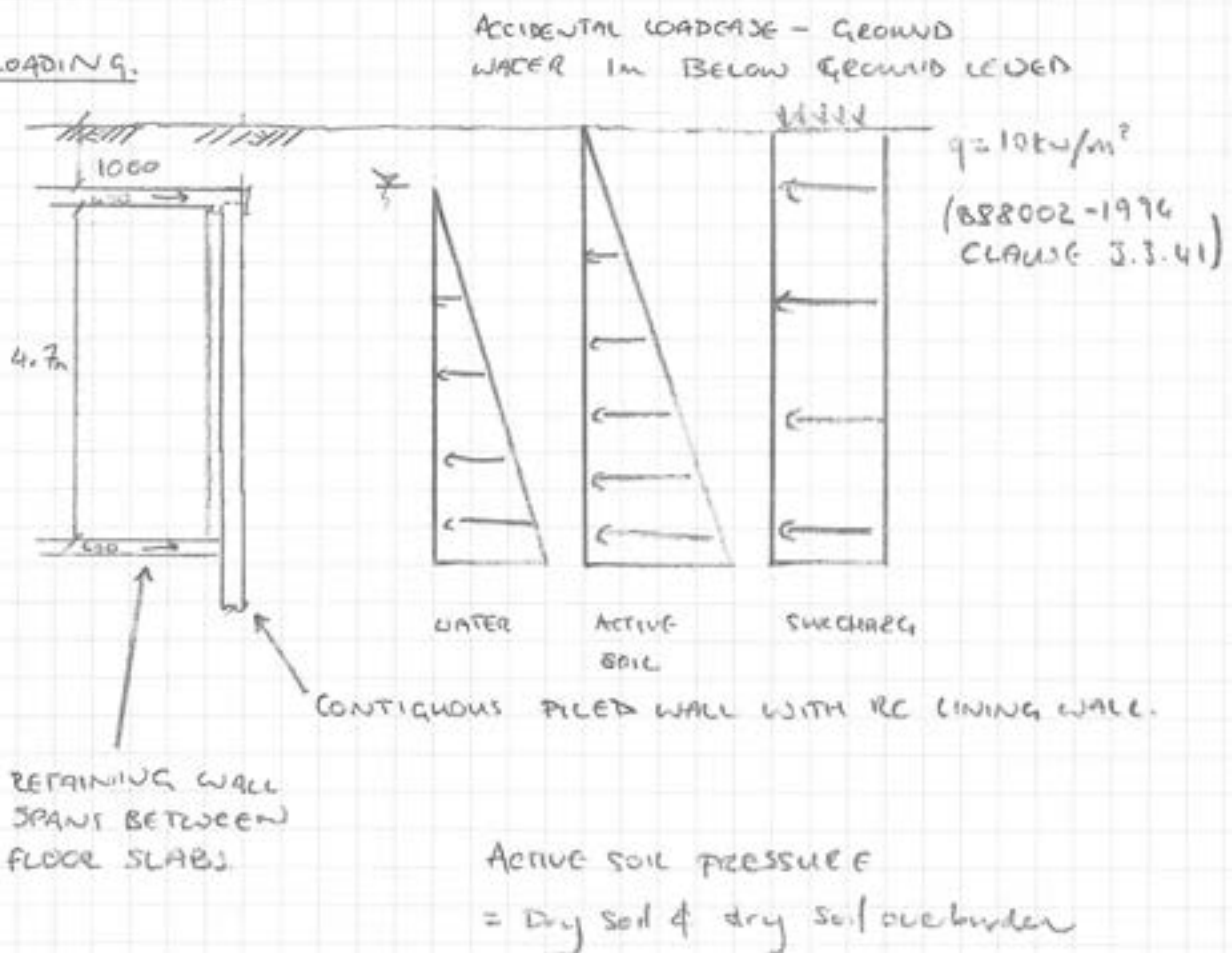 LOADING.
ACCIDENTAL LOADCASE - GROUND
WATER 1m BELOW GROUND LEVEL
1000
q = 10kN/m²
(BS8002-1994
CLAUSE 3.3.41)
4.7m
WATER
ACTIVE
SOIL
SURCHARG
CONTIGUOUS PILED WALL WITH RC LINING WALL.
RETAINING WALL
SPANS BETWEEN
FLOOR SLABS.
ACTIVE SOIL PRESSURE
= Dry soil & dry soil overburden